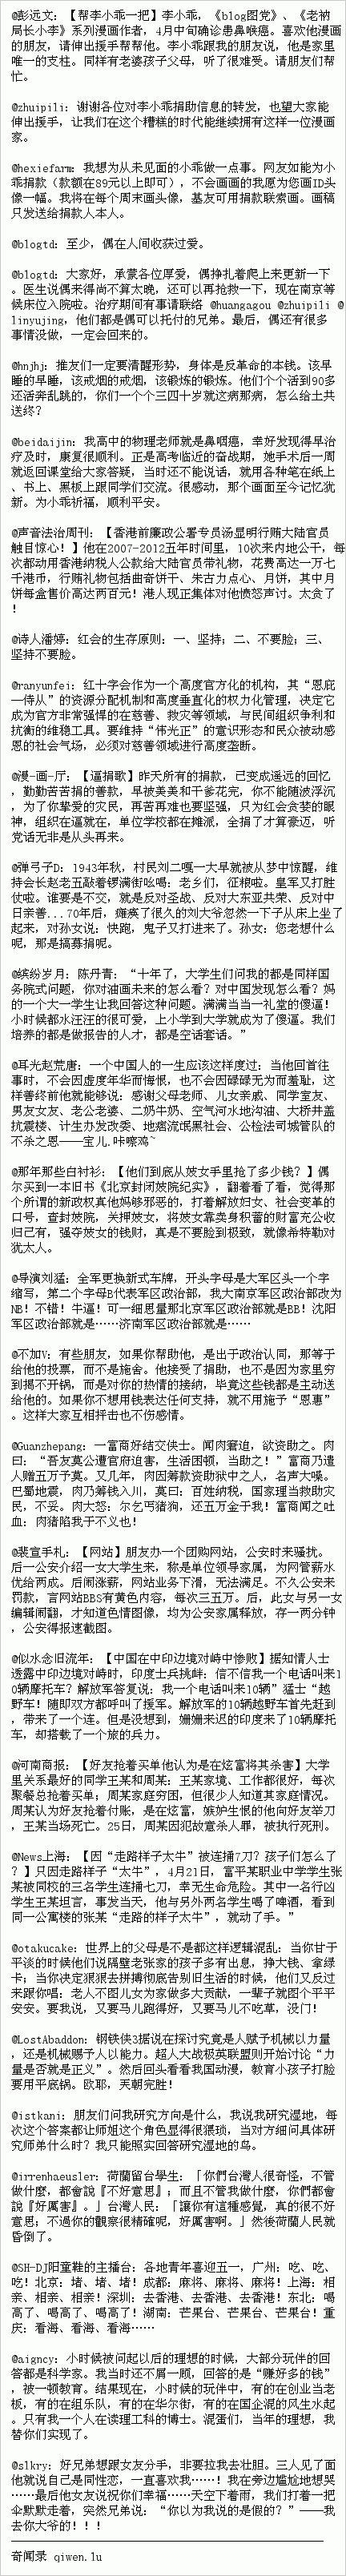 @彭远文：【帮李小乖一把】李小乖，《blog图党》、《老衲
局长小李》系列漫画作者，4月中旬确诊患鼻喉癌。喜欢他漫画
的朋友，请伸出援手帮帮他。李小乖跟我的朋友说，他是家里
唯一的支柱。同样有老婆孩子父母，听了很难受。请朋友们帮
忙。
@zhuipili：谢谢各位对李小乖捐助信息的转发，也望大家能
伸出援手，让我们在这个糟糕的时代能继续拥有这样一位漫画
家。
@hexiefarm：我想为从未见面的小乖做一点事。网友如能为小
乖捐款（款额在89元以上即可），不会画画的我愿为您画ID头
像一幅。我将在每个周末画头像，基友可用捐款联索画。画稿
只发送给捐款人本人。
@blogtd：至少，偶在人间收获过爱。
@blogtd：大家好，承蒙各位厚爱，偶挣扎着爬上来更新一下
。医生说偶来得尚不算太晚，还可以再抢救一下，现在南京等
候床位入院啦。治疗期间有事请联络 @huangagou @zhuipili @
linyujing，他们都是偶可以托付的兄弟。最后，偶还有很多
事情没做，一定会回来的。
@hnjhj：推友们一定要清醒形势，身体是反革命的本钱。该早
睡的早睡，该戒烟的戒烟，该锻炼的锻炼。他们个个活到90多
还活奔乱跳的，你们一个个三四十岁就这病那病，怎么给土共
送终？
@beidaijin：我高中的物理老师就是鼻咽癌，幸好发现得早治
疗及时，康复很顺利。正是高考临近的奋战期，她手术后一周
就返回课堂给大家答疑，当时还不能说话，就用各种笔在纸上
、书上、黑板上跟同学们交流。很感动，那个画面至今记忆犹
新。为小乖祈福，顺利平安。
@声音法治周刊：【香港前廉政公署专员汤显明行贿大陆官员
触目惊心！】他在2007-2012五年时间里，10次来内地公干，每
次都动用香港纳税人公款给大陆官员带礼物，花费高达一万七
千港币，行贿礼物包括曲奇饼干、朱古力点心、月饼，其中月
饼每盒售价高达两百元！港人现正集体对他愤怒声讨。太贪了
！
@诗人潘婷：红会的生存原则：一、坚持；二、不要脸；三、
坚持不要脸。
@ranyunfei：红十字会作为一个高度官方化的机构，其“恩庇
—侍从”的资源分配机制和高度垂直化的权力化管理，决定它
成为官方非常强悍的在慈善、救灾等领域，与民间组织争利和
抗衡的维稳工具。要维持“伟光正”的意识形态和民众被动感
恩的社会气场，必须对慈善领域进行高度垄断。
@漫-画-厅：【逼捐歌】昨天所有的捐款，已变成遥远的回忆
，勤勤苦苦捐的善款，早被美美和干爹花完，你不能随波浮沉
，为了你挚爱的灾民，再苦再难也要坚强，只为红会贪婪的眼
神，组织在逼就在，单位学校都在摊派，全捐了才算豪迈，听
党话无非是从头再来。
@弹弓子D：1943年秋，村民刘二嘎一大早就被从梦中惊醒，维
持会长赵老五敲着锣满街吆喝：老乡们，征粮啦。皇军又打胜
仗啦。谁要是不交，就是反对圣战、反对大东亚共荣、反对中
日亲善...70年后，瘫痪了很久的刘大爷忽然一下子从床上坐了
起来，对孙女说：快跑，鬼子又打进来了。孙女：您老想什么
呢，那是搞募捐呢。
@缤纷岁月：陈丹青：“十年了，大学生们问我的都是同样国
务院式问题，你对油画未来的怎么看？对中国发现怎么看？妈
的一个大一学生让我回答这种问题。满满当当一礼堂的傻逼！
小时候都水汪汪的很可爱，上小学到大学就成为了傻逼。我们
培养的都是做报告的人才，都是空话套话。”
@耳光赵荒唐：一个中国人的一生应该这样度过：当他回首往
事时，不会因虚度年华而悔恨，也不会因碌碌无为而羞耻，这
样善终前他就能够说：感谢父母老师、儿女亲戚、同学室友、
男友女友、老公老婆、二奶牛奶、空气河水地沟油、大桥井盖
抗震楼、计生办发改委、地痞流氓黑社会、公检法司城管队的
不杀之恩——宝儿.咔嚓鸡~
@那年那些白衬衫：【他们到底从妓女手里抢了多少钱？】偶
尔买到一本旧书《北京封闭妓院纪实》，翻着看了看，觉得那
个所谓的新政权真他妈够邪恶的，打着解放妇女、社会变革的
口号，查封妓院，关押妓女，将妓女靠卖身积蓄的财富充公收
归己有，强夺妓女的钱财，真是不要脸到极致，就像希特勒对
犹太人。
@导演刘猛：全军更换新式车牌，开头字母是大军区头一个字
缩写，第二个字母B代表军区政治部，我大南京军区政治部改为
NB！不错！牛逼！可一细思量那北京军区政治部就是BB！沈阳
军区政治部就是……济南军区政治部就是……
@不加V：有些朋友，如果你帮助他，是出于政治认同，那等于
给他的投票，而不是施舍。他接受了捐助，也不是因为家里穷
到揭不开锅，而是对你的热情的接纳，毕竟这些钱都是主动送
给他的。如果你不想用钱表达任何支持，就不用施予“恩惠”
。这样大家互相抨击也不伤感情。
@Guanzhepang：一富商好结交侠士。闻肉窘迫，欲资助之。肉
曰：“吾友莫公遭官府迫害，生活困顿，当助之！”富商乃遣
人赠五万予莫。又几年，肉因筹款资助狱中之人，名声大噪。
巴蜀地震，肉乃筹钱入川，莫曰：百姓纳税，国家理当救助灾
民，不妥。肉大怒：尔乞丐猪狗，还五万金于我！富商闻之吐
血：肉猪陷我于不义也！
@裴宣手札：【网站】朋友办一个团购网站，公安时来骚扰。
后一公安介绍一女大学生来，称是单位领导家属，为网管薪水
优给两成。后闹涨薪，网站业务下滑，无法满足。不久公安来
罚款，言网站BBS有黄色内容，每次三五万。后，此女与另一女
编辑闹翻，才知道色情图像，均为公安家属释放，存一两分钟
，公安得报速截图。
@似水念旧流年：【中国在中印边境对峙中惨败】据知情人士
透露中印边境对峙时，印度士兵挑衅：信不信我一个电话叫来10
辆摩托车？解放军答复说：我一个电话叫来10辆”猛士“越
野车！随即双方都呼叫了援军。解放军的10辆越野车首先赶到
，带来了一个连。但是没想到，姗姗来迟的印度来了10辆摩托
车，却搭载了一个旅的兵力。
@河南商报：【好友抢着买单他认为是在炫富将其杀害】大学
里关系最好的同学王某和周某：王某家境、工作都很好，每次
聚餐总抢着买单；周某家庭穷困，但很少人知道其家庭情况。
周某认为好友抢着付账，是在炫富，嫉妒生恨的他向好友举刀
，王某当场死亡。25日，周某因犯故意杀人罪，被执行死刑。
@News上海：【因“走路样子太牛”被连捅7刀？孩子们怎么了
？】只因走路样子“太牛”，4月21日，富平某职业中学学生张
某被同校的三名学生连捅七刀，幸无生命危险。其中一名行凶
学生王某坦言，事发当天，他与另外两名学生喝了啤酒，看到
同一公寓楼的张某“走路的样子太牛”，就动了手。”
@otakucake：世界上的父母是不是都这样逻辑混乱：当你甘于
平淡的时候他们说隔壁老张家的孩子多有出息，挣大钱、拿绿
卡；当你决定狠狠去拼搏彻底告别旧生活的时候，他们又反过
来跟你唱：老人不图儿女为家做多大贡献，一辈子就图个平平
安安。要我说，又要马儿跑得好，又要马儿不吃草，没门！
@LostAbaddon：钢铁侠3据说在探讨究竟是人赋予机械以力量
，还是机械赐予人以能力。超人大战极英联盟则开始讨论“力
量是否就是正义”。然后回头看看我国动漫，教育小孩子打脸
要用平底锅。欧耶，天朝完胜！
@istkani：朋友们问我研究方向是什么，我说我研究湿地，每
次这个答案都让师姐这个角色显得很猥琐，当对方细问具体研
究师弟什么时？我只能照实回答研究湿地的鸟。
@irrenhaeusler：荷蘭留台學生：「你們台灣人很奇怪，不管
做什麼，都會說『不好意思』；而且不管我做什麼，你們都會
說『好厲害』。」台灣人民：「讓你有這種感覺，真的很不好
意思；不過你的觀察很精確呢，好厲害啊。」然後荷蘭人民就
昏倒了。
@SH-DJ阳童鞋的主播台：各地青年喜迎五一，广州：吃、吃、
吃！北京：堵、堵、堵！成都：麻将、麻将、麻将！上海：相
亲、相亲、相亲！深圳：去香港、去香港、去香港！东北：喝
高了、喝高了、喝高了！湖南：芒果台、芒果台、芒果台！重
庆：看海、看海、看海……
@aigncy：小时候被问起以后的理想的时候，大部分玩伴的回
答都是科学家。我当时还不屑一顾，回答的是“赚好多的钱”
，被一顿教育。结果现在，小时候的玩伴中，有的在创业当老
板，有的在组乐队，有的在华尔街，有的在国企混的风生水起
。只有我一个人在读理工科的博士。混蛋们，当年的理想，我
替你们实现了。
@slkry：好兄弟想跟女友分手，非要拉我去壮胆。三人见了面
他就说自己是同性恋，一直喜欢我……！我在旁边尴尬地想哭
……最后他女友说祝你们幸福……天空下着雨，我们打着一把
伞默默走着，突然兄弟说：“你以为我说的是假的？”——我
去你大爷的！！！
奇闻录 qiwen.lu